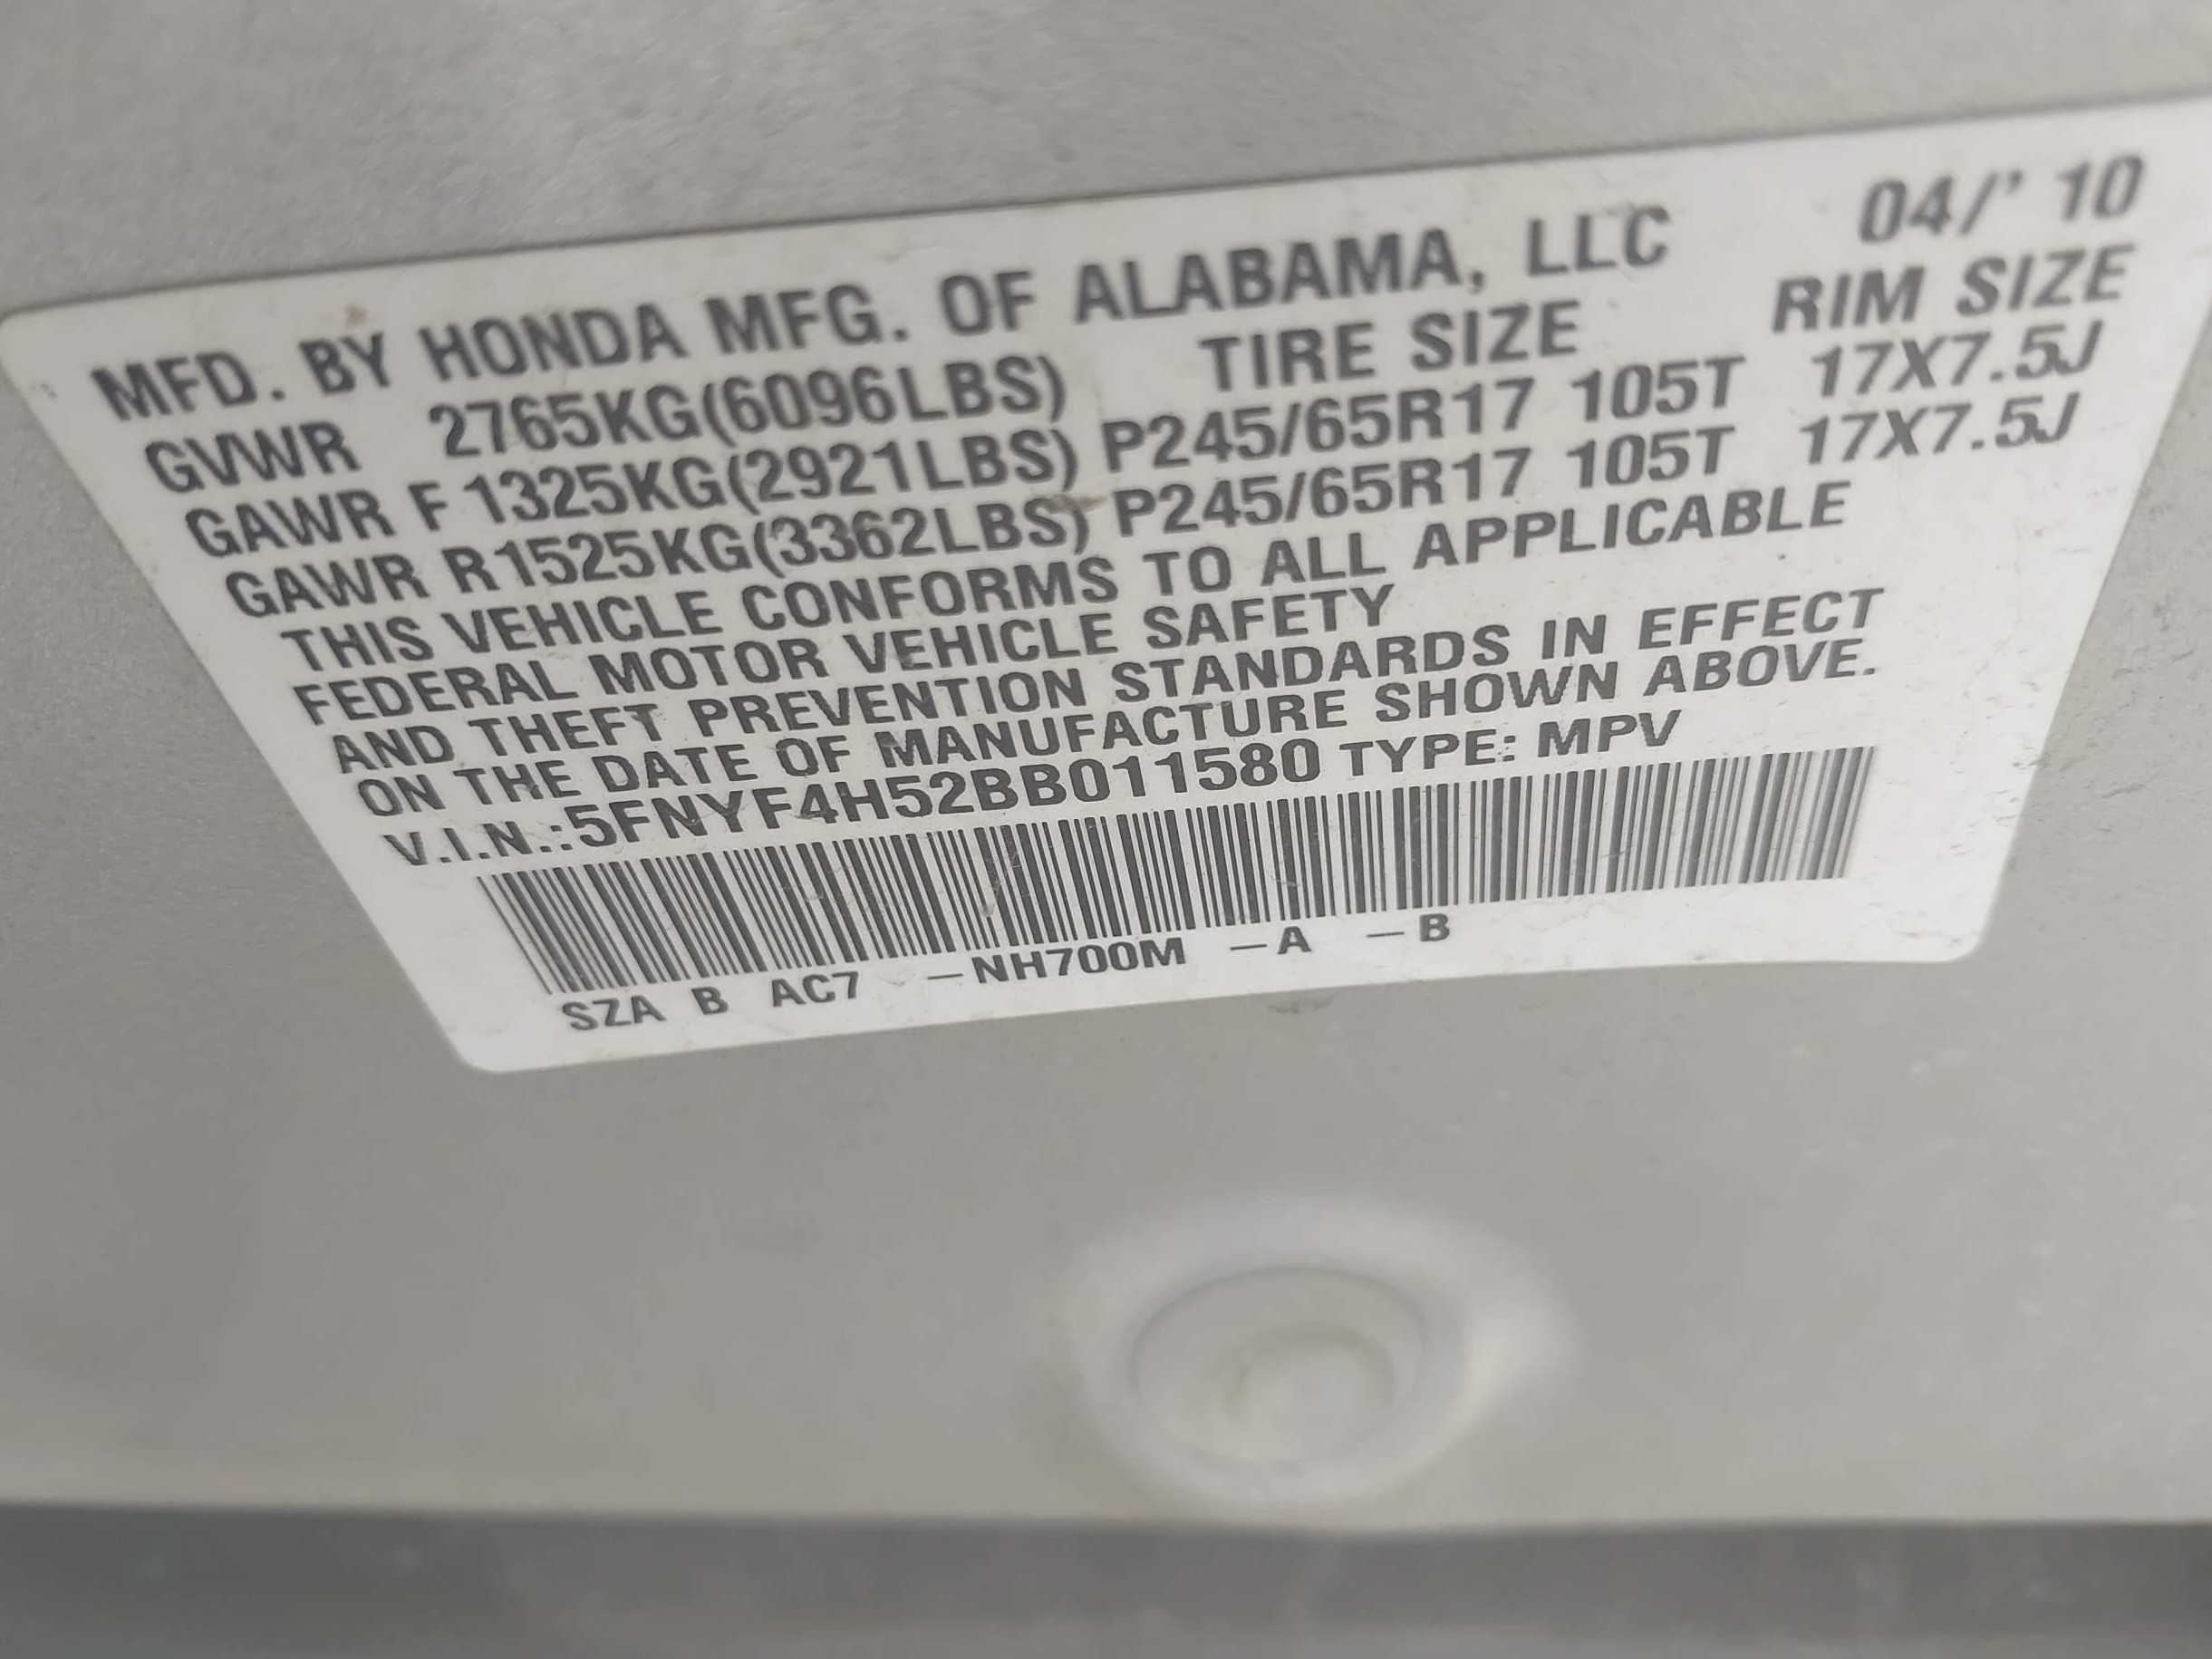 MFD. BY HONDA MFG. OF ALABAMA, LLC 04/'10
GVWR 2765KG(6096LBS) TIRE SIZE RIM SIZE
GAWR F 1325KG(2921LBS) P245/65R17 105T 17X7.5J
GAWR R1525KG(3362LBS) P245/65R17 105T 17X7.5J
THIS VEHICLE CONFORMS TO ALL APPLICABLE
FEDERAL MOTOR VEHICLE SAFETY
AND THEFT PREVENTION STANDARDS IN EFFECT
ON THE DATE OF MANUFACTURE SHOWN ABOVE.
V.I.N.:5FNYF4H52BB011580 TYPE: MPV
SZA B AC7 –NH700M –A –B